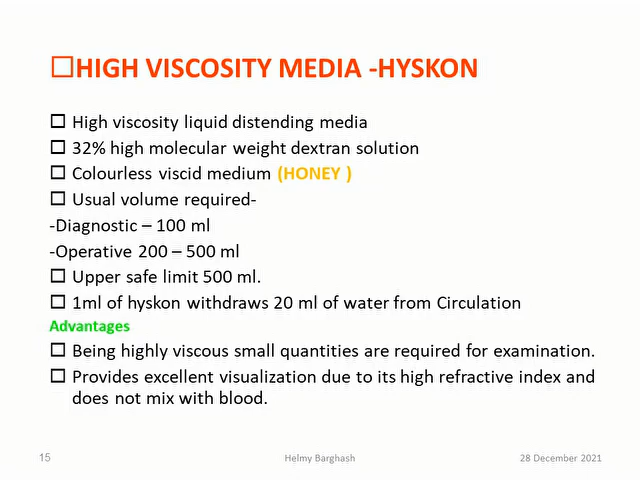 ☐HIGH VISCOSITY MEDIA -HYSKON
☐ High viscosity liquid distending media
☐ 32% high molecular weight dextran solution
☐ Colourless viscid medium (HONEY )
☐ Usual volume required-
-Diagnostic – 100 ml
-Operative 200 – 500 ml
☐ Upper safe limit 500 ml.
☐ 1ml of hyskon withdraws 20 ml of water from Circulation
Advantages
☐ Being highly viscous small quantities are required for examination.
☐ Provides excellent visualization due to its high refractive index and
does not mix with blood.
15 Helmy Barghash 28 December 2021